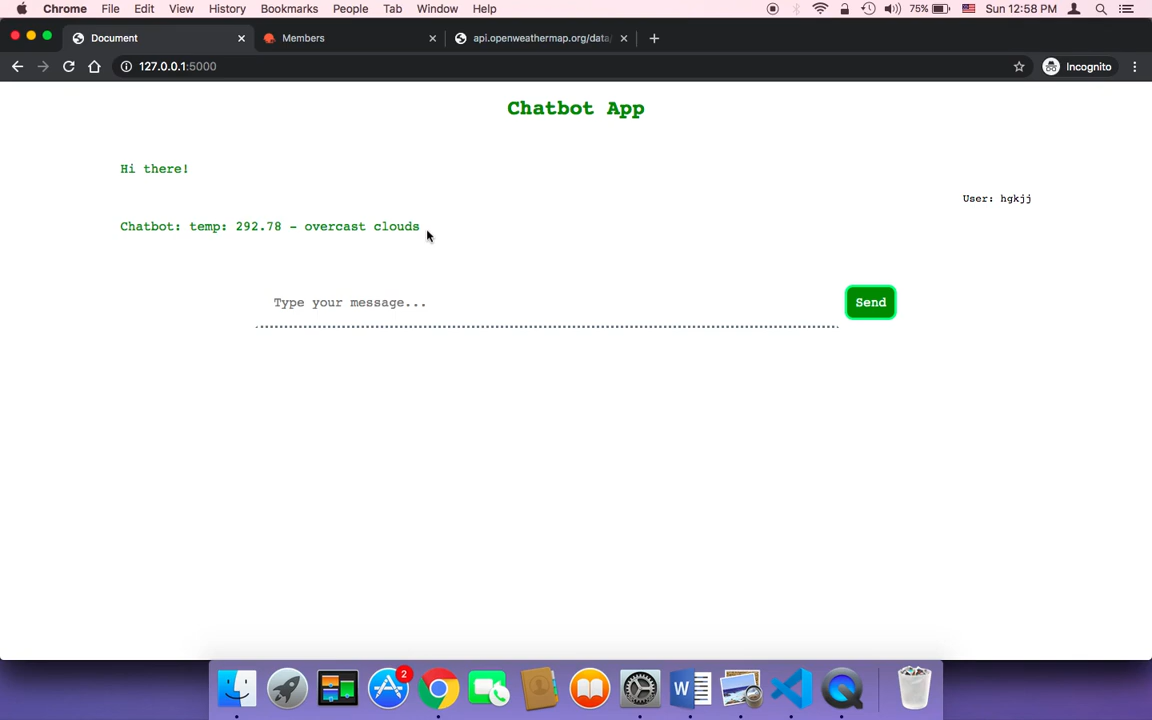 Chrome File Edit View History Bookmarks People Tab Window Help 75% Sun 12:58 PM
Document Members api.openweathermap.org/data/
127.0.0.1:5000 Incognito
Chatbot App
Hi there!
User: hgkjj
Chatbot: temp: 292.78 - overcast clouds
Type your message... Send
2
W